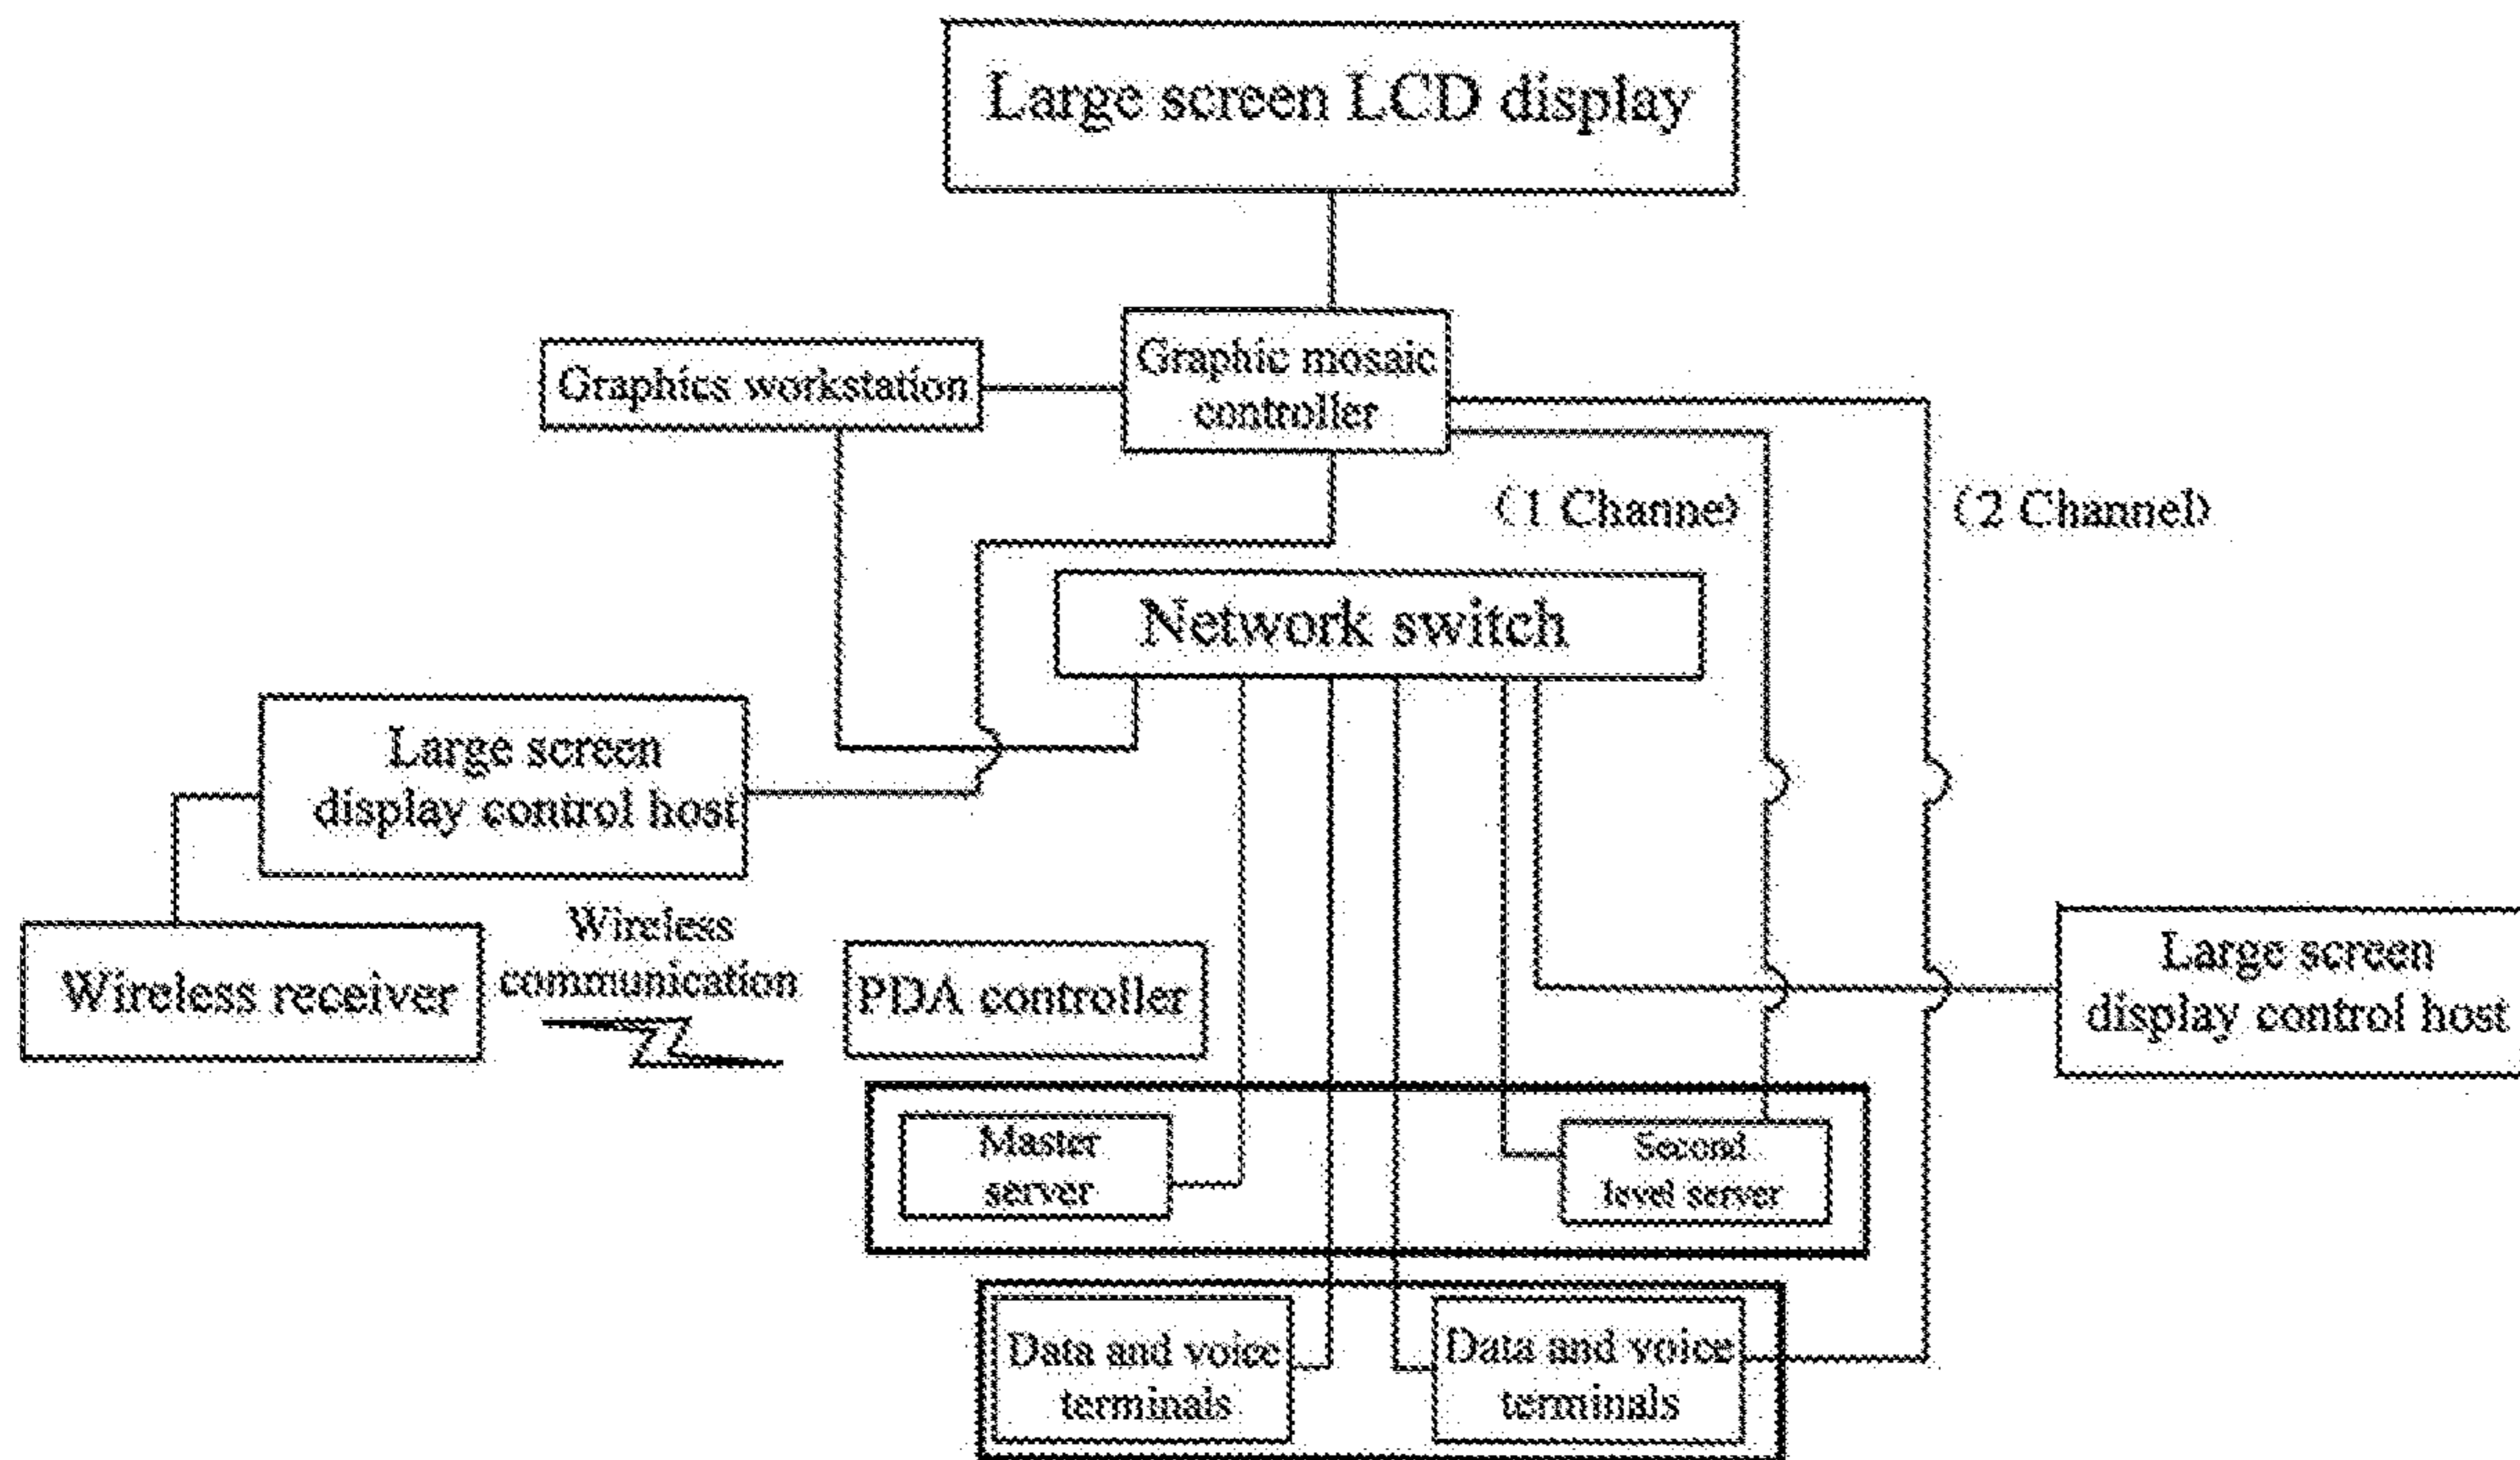 Large screen LCD display
Graphics workstation
Graphic mosaic
controller
(1 Channel)
(2 Channel)
Network switch
Large screen
display control host
Wireless receiver
Wireless
communication
PDA controller
Large screen
display control host
Master
server
Second
level server
Data and voice
terminals
Data and voice
terminals